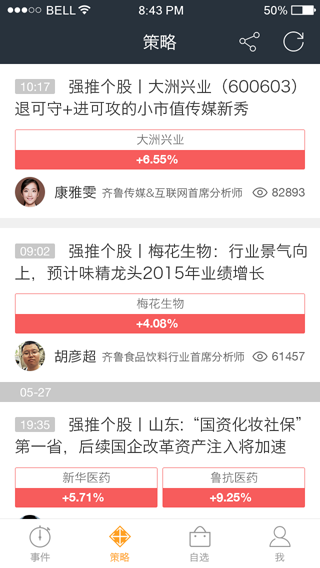 BELL 8:43 PM 50%
策略
10:17 强推个股丨大洲兴业（600603）
退可守+进可攻的小市值传媒新秀
大洲兴业
+6.55%
康雅雯 齐鲁传媒&互联网首席分析师 82893
09:02 强推个股丨梅花生物：行业景气向
上，预计味精龙头2015年业绩增长
梅花生物
+4.08%
胡彦超 齐鲁食品饮料行业首席分析师 61457
05-27
19:35 强推个股丨山东:“国资化妆社保”
第一省，后续国企改革资产注入将加速
新华医药 鲁抗医药
+5.71% +9.25%
事件 策略 自选 我